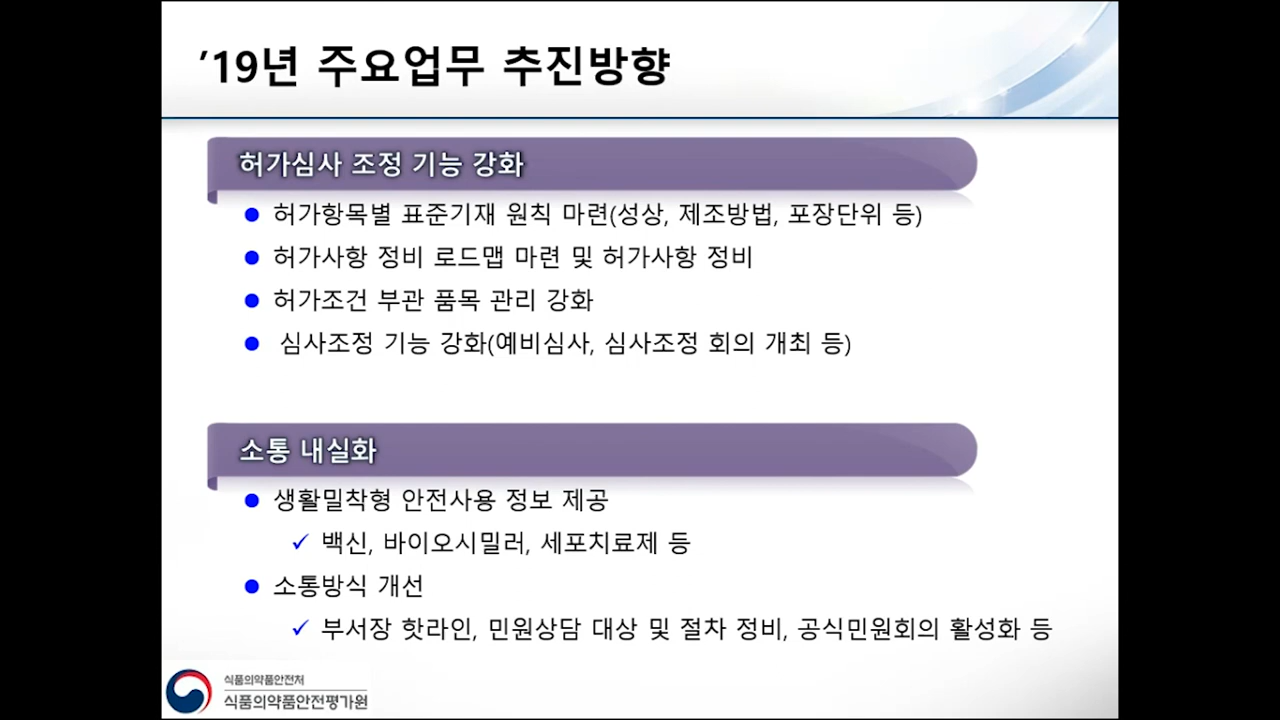 ’19년 주요업무 추진방향
허가심사 조정 기능 강화
● 허가항목별 표준기재 원칙 마련(성상, 제조방법, 포장단위 등)
● 허가사항 정비 로드맵 마련 및 허가사항 정비
● 허가조건 부관 품목 관리 강화
● 심사조정 기능 강화(예비심사, 심사조정 회의 개최 등)
소통 내실화
● 생활밀착형 안전사용 정보 제공
✓ 백신, 바이오시밀러, 세포치료제 등
● 소통방식 개선
✓ 부서장 핫라인, 민원상담 대상 및 절차 정비, 공식민원회의 활성화 등
식품의약품안전처
식품의약품안전평가원